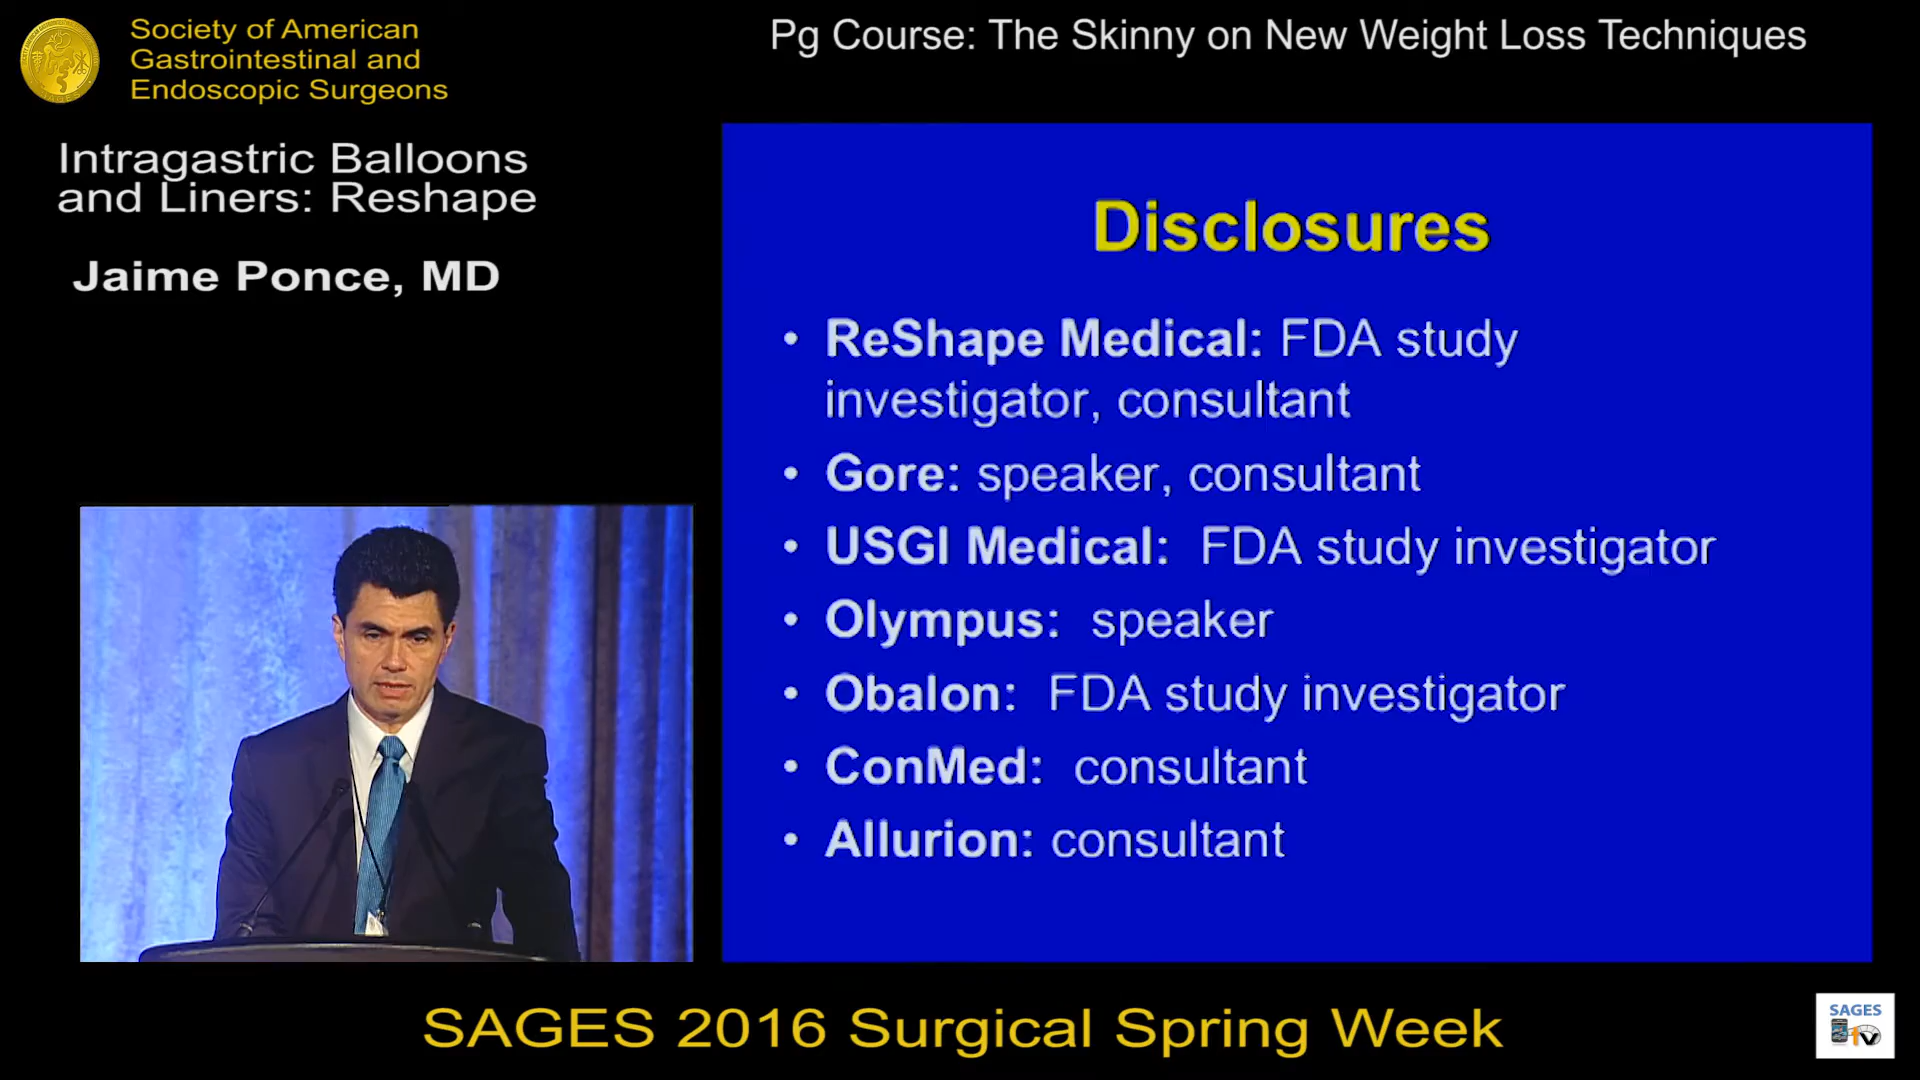 Society of American
Gastrointestinal and
Endoscopic Surgeons
Pg Course: The Skinny on New Weight Loss Techniques
Intragastric Balloons
and Liners: Reshape
Jaime Ponce, MD
Disclosures
• ReShape Medical: FDA study
investigator, consultant
• Gore: speaker, consultant
• USGI Medical: FDA study investigator
• Olympus: speaker
• Obalon: FDA study investigator
• ConMed: consultant
• Allurion: consultant
SAGES 2016 Surgical Spring Week
SAGES
TV